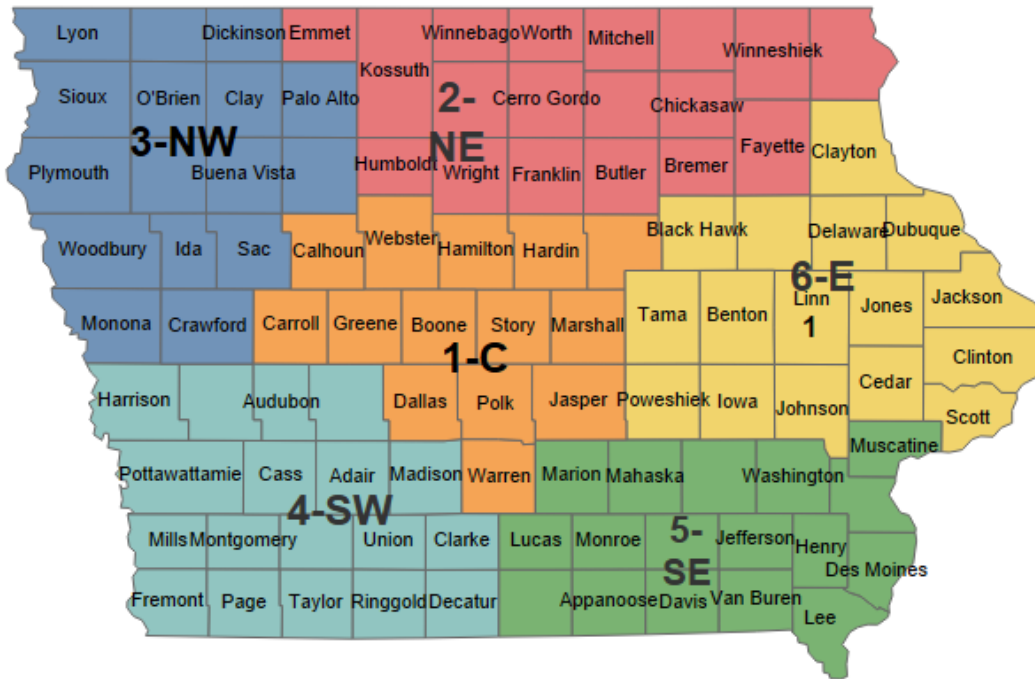 Lyon
Dickinson
Emmet
Winnebago
Worth
Mitchell
Winneshiek
Kossuth
Sioux
O'Brien
Clay
Palo Alto
Cerro Gordo
Chickasaw
2-
NE
3-NW
Plymouth
Buena Vista
Humboldt
Wright
Franklin
Butler
Bremer
Fayette
Clayton
Woodbury
Ida
Sac
Calhoun
Webster
Hamilton
Hardin
Black Hawk
Delaware
Dubuque
6-E
Monona
Crawford
Carroll
Greene
Boone
Story
Marshall
Tama
Benton
Linn
1
Jones
Jackson
1-C
Clinton
Harrison
Audubon
Dallas
Polk
Jasper
Poweshiek
Iowa
Johnson
Cedar
Scott
Muscatine
Pottawattamie
Cass
Adair
Madison
Warren
Marion
Mahaska
Washington
4-SW
Mills
Montgomery
Union
Clarke
Lucas
Monroe
5-
SE
Jefferson
Henry
Des Moines
Fremont
Page
Taylor
Ringgold
Decatur
Appanoose
Davis
Van Buren
Lee